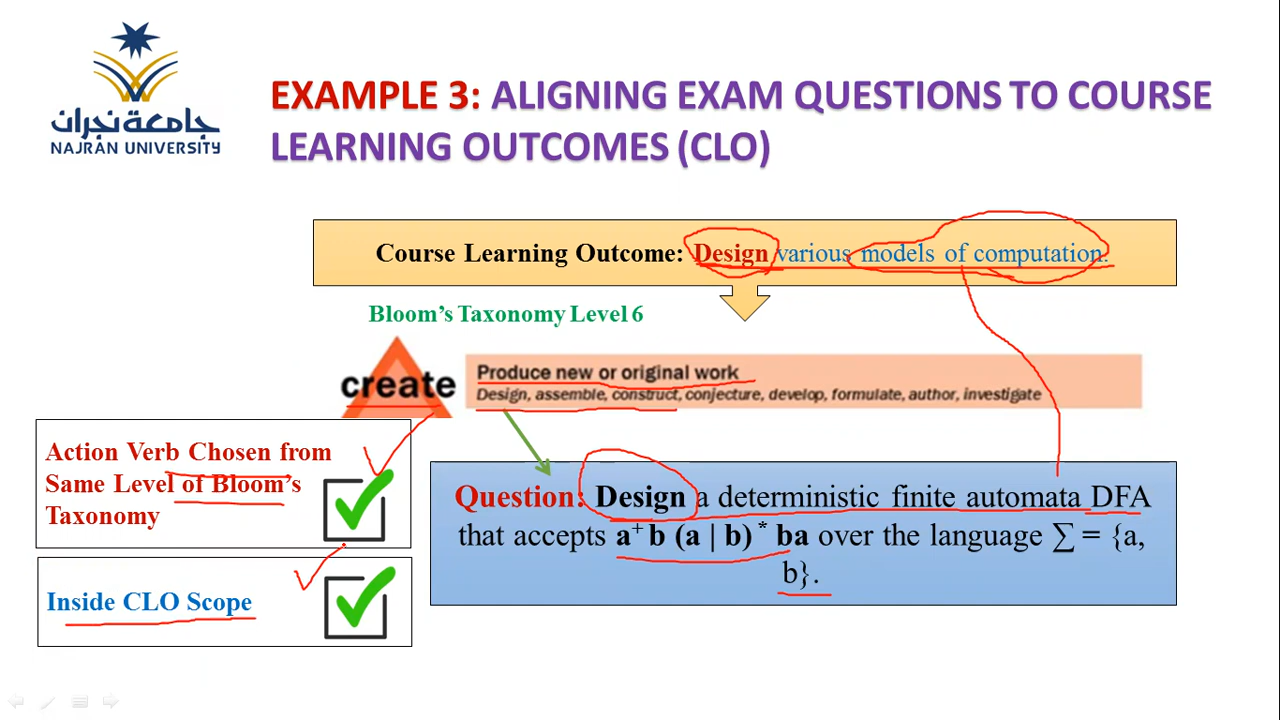 جامعة نجران
NAJRAN UNIVERSITY
EXAMPLE 3: ALIGNING EXAM QUESTIONS TO COURSE
LEARNING OUTCOMES (CLO)
Course Learning Outcome: Design various models of computation.
Bloom's Taxonomy Level 6
create
Produce new or original work
Design, assemble, construct, conjecture, develop, formulate, author, investigate
Action Verb Chosen from
Same Level of Bloom's
Taxonomy
Inside CLO Scope
Question: Design a deterministic finite automata DFA
that accepts a⁺ b (a | b)* ba over the language ∑ = {a,
b}.